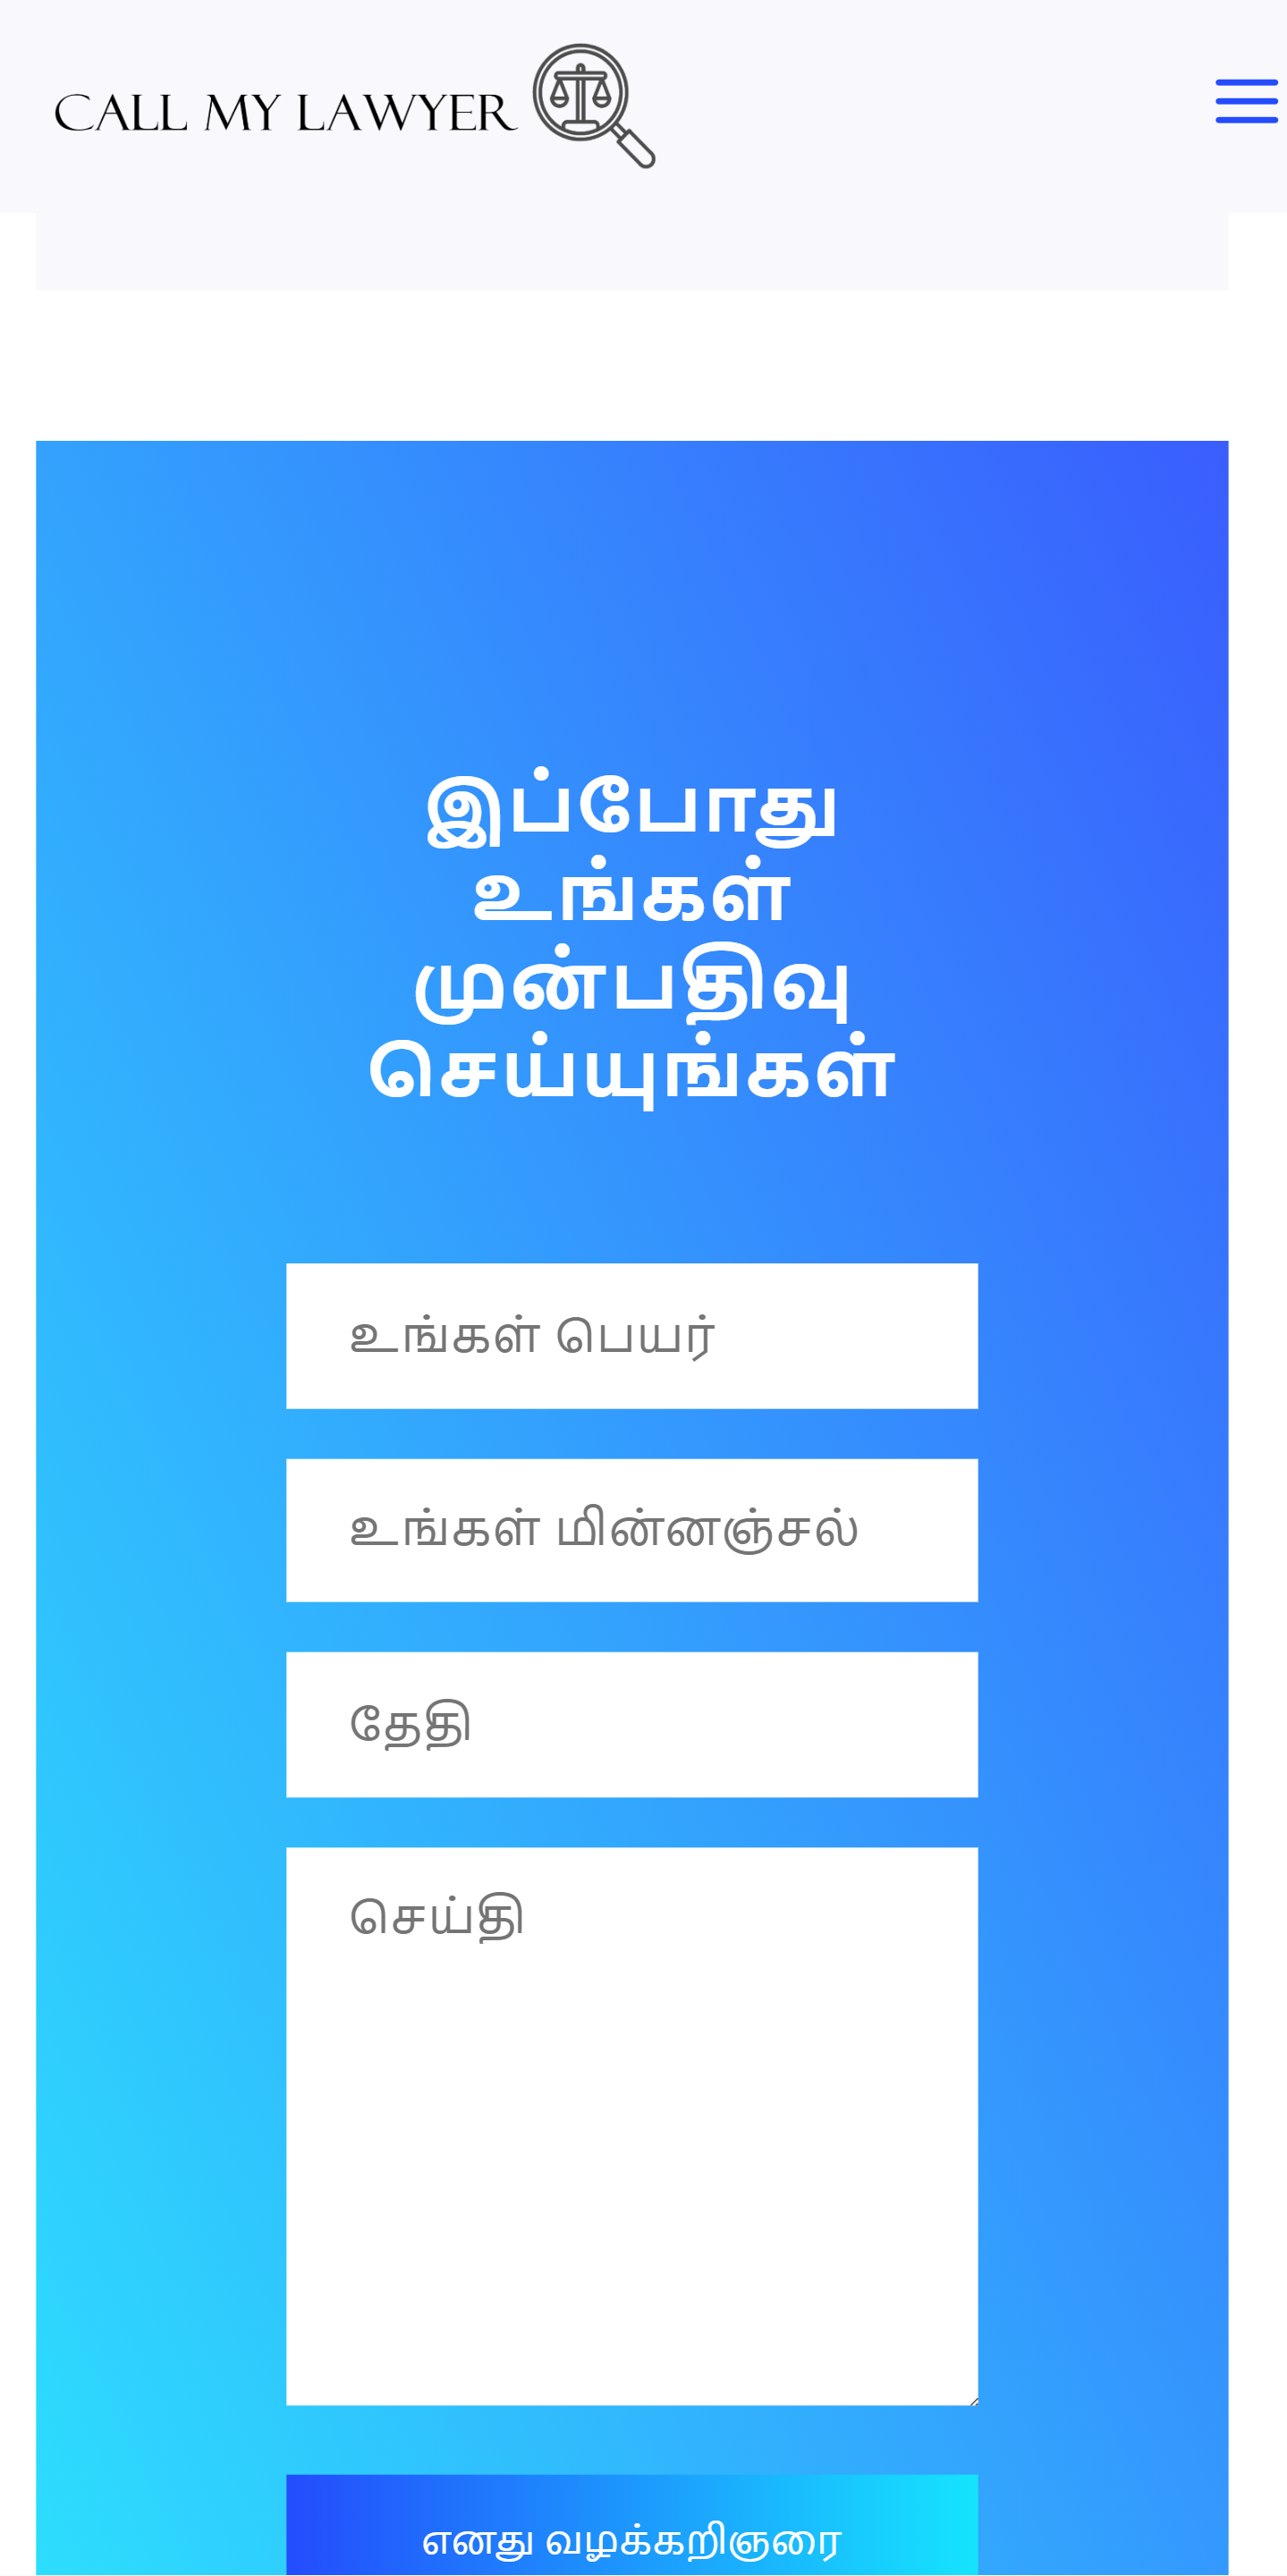 CALL MY LAWYER
இப்போது
உங்கள்
முன்பதிவு
செய்யுங்கள்
உங்கள் பெயர்
உங்கள் மின்னஞ்சல்
தேதி
செய்தி
எனது வழக்கறிஞரை